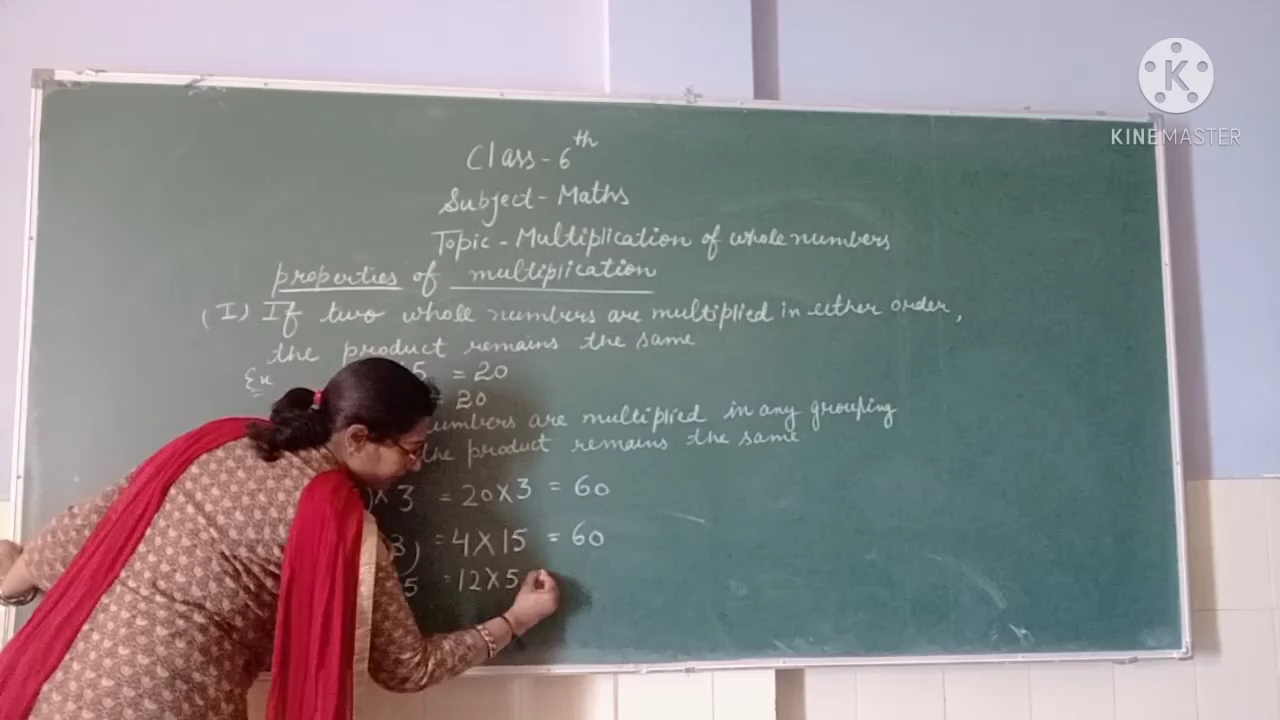 KINEMASTER
Class - 6th
Subject - Maths
Topic - Multiplication of whole numbers
properties of multiplication
(I) If two whole numbers are multiplied in either order,
the product remains the same
Ex 5 = 20
= 20
numbers are multiplied in any grouping
the product remains the same
) × 3 = 20 × 3 = 60
3) = 4 × 15 = 60
5 = 12 × 5